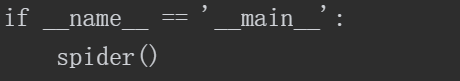 if __name__ == '__main__':
    spider()